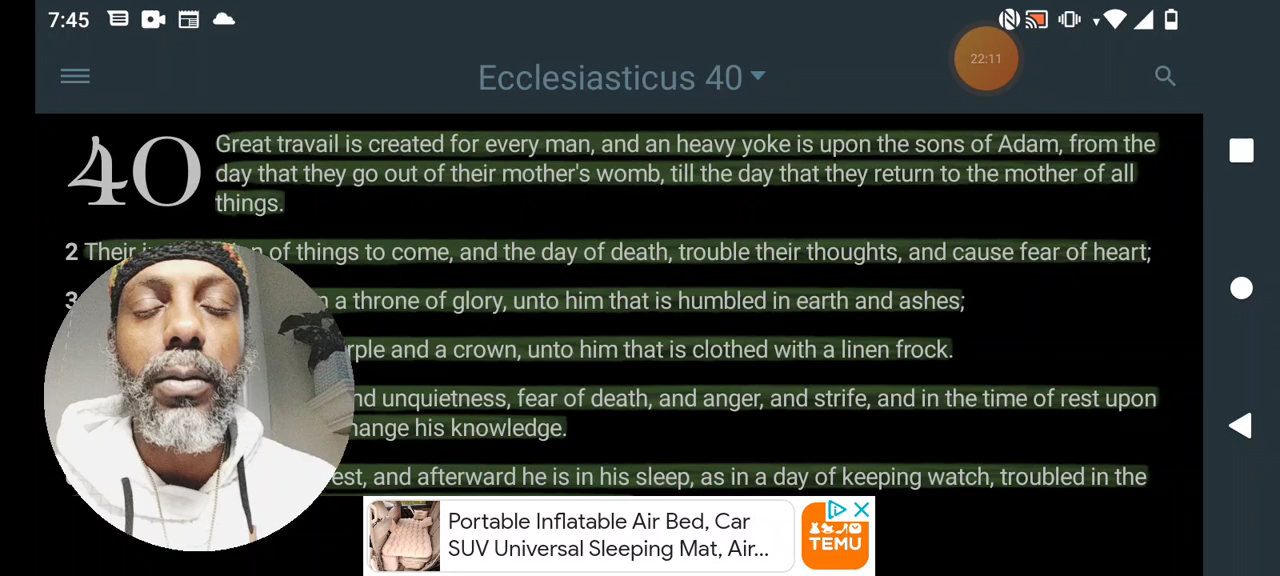 7:45
22:11
Ecclesiasticus 40
40 Great travail is created for every man, and an heavy yoke is upon the sons of Adam, from the
day that they go out of their mother's womb, till the day that they return to the mother of all
things.
2 Their of things to come, and the day of death, trouble their thoughts, and cause fear of heart;
3 a throne of glory, unto him that is humbled in earth and ashes;
and a crown, unto him that is clothed with a linen frock.
unquietness, fear of death, and anger, and strife, and in the time of rest upon
his knowledge.
and afterward he is in his sleep, as in a day of keeping watch, troubled in the
Portable Inflatable Air Bed, Car
SUV Universal Sleeping Mat, Air...
TEMU